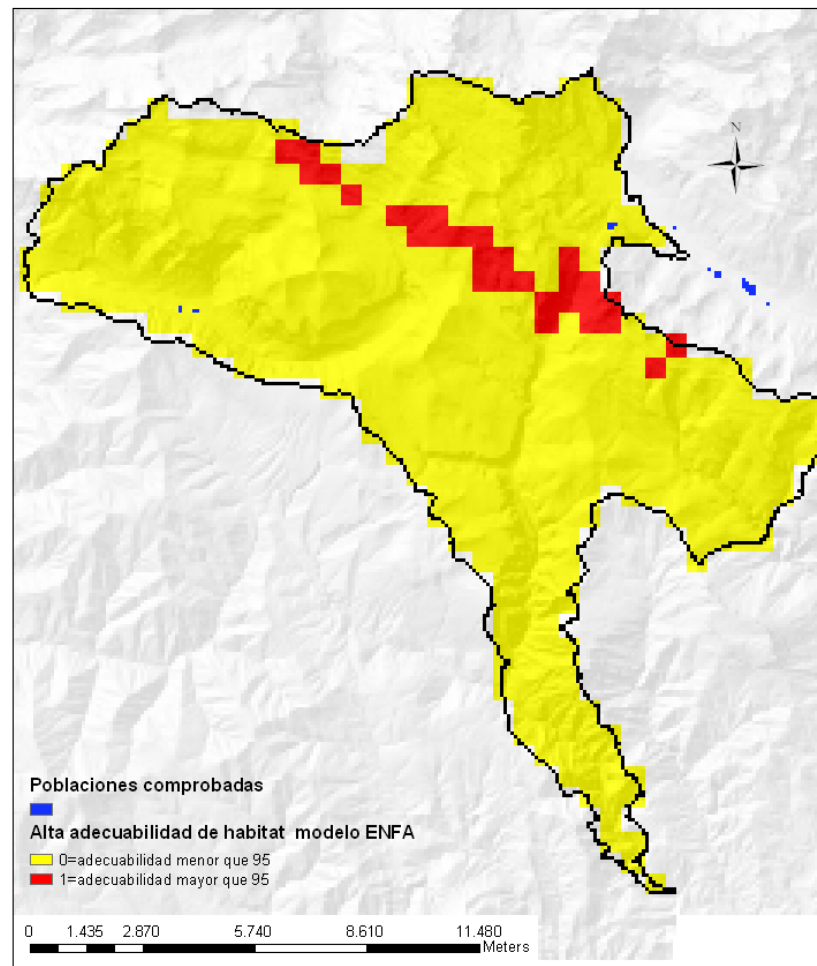 N
Poblaciones comprobadas
Alta adecuabilidad de habitat modelo ENFA
0=adecuabilidad menor que 95
1=adecuabilidad mayor que 95
0 1.435 2.870 5.740 8.610 11.480
Meters